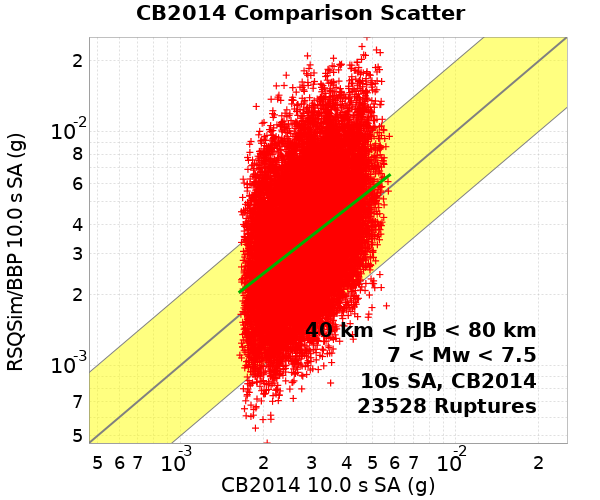 CB2014 Comparison Scatter
RSQSim/BBP 10.0 s SA (g)
2
10-2
8
6
4
3
2
10-3
7
5
40 km < rJB < 80 km
7 < Mw < 7.5
10s SA, CB2014
23528 Ruptures
5 6 7 10-3 2 3 4 5 6 7 10-2 2
CB2014 10.0 s SA (g)